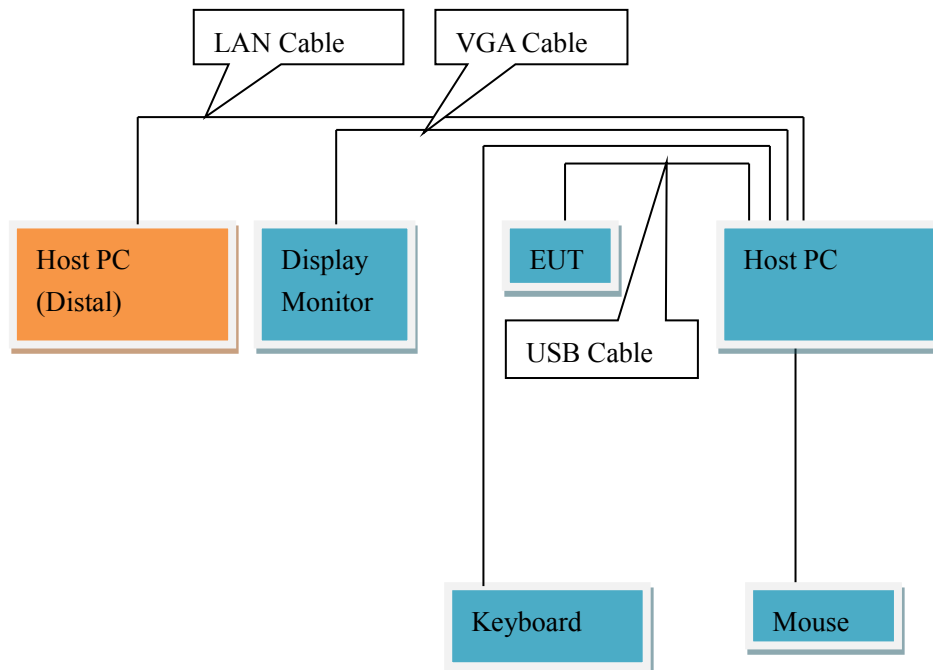 LAN Cable
VGA Cable
Host PC
(Distal)
Display
Monitor
EUT
Host PC
USB Cable
Keyboard
Mouse